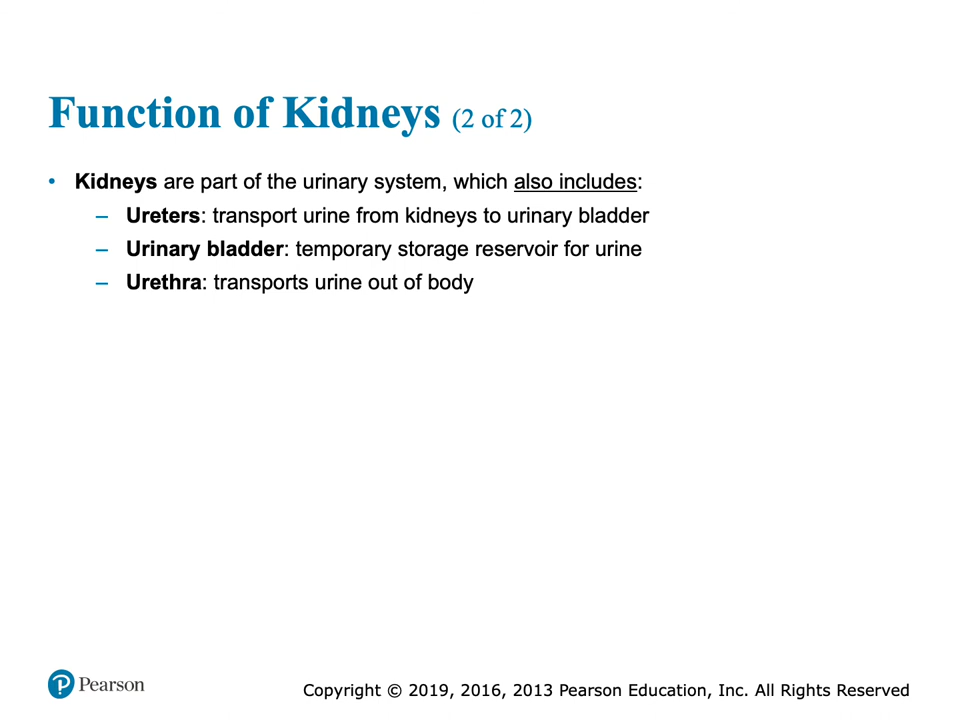 Function of Kidneys (2 of 2)
• Kidneys are part of the urinary system, which also includes:
– Ureters: transport urine from kidneys to urinary bladder
– Urinary bladder: temporary storage reservoir for urine
– Urethra: transports urine out of body
Pearson
Copyright © 2019, 2016, 2013 Pearson Education, Inc. All Rights Reserved